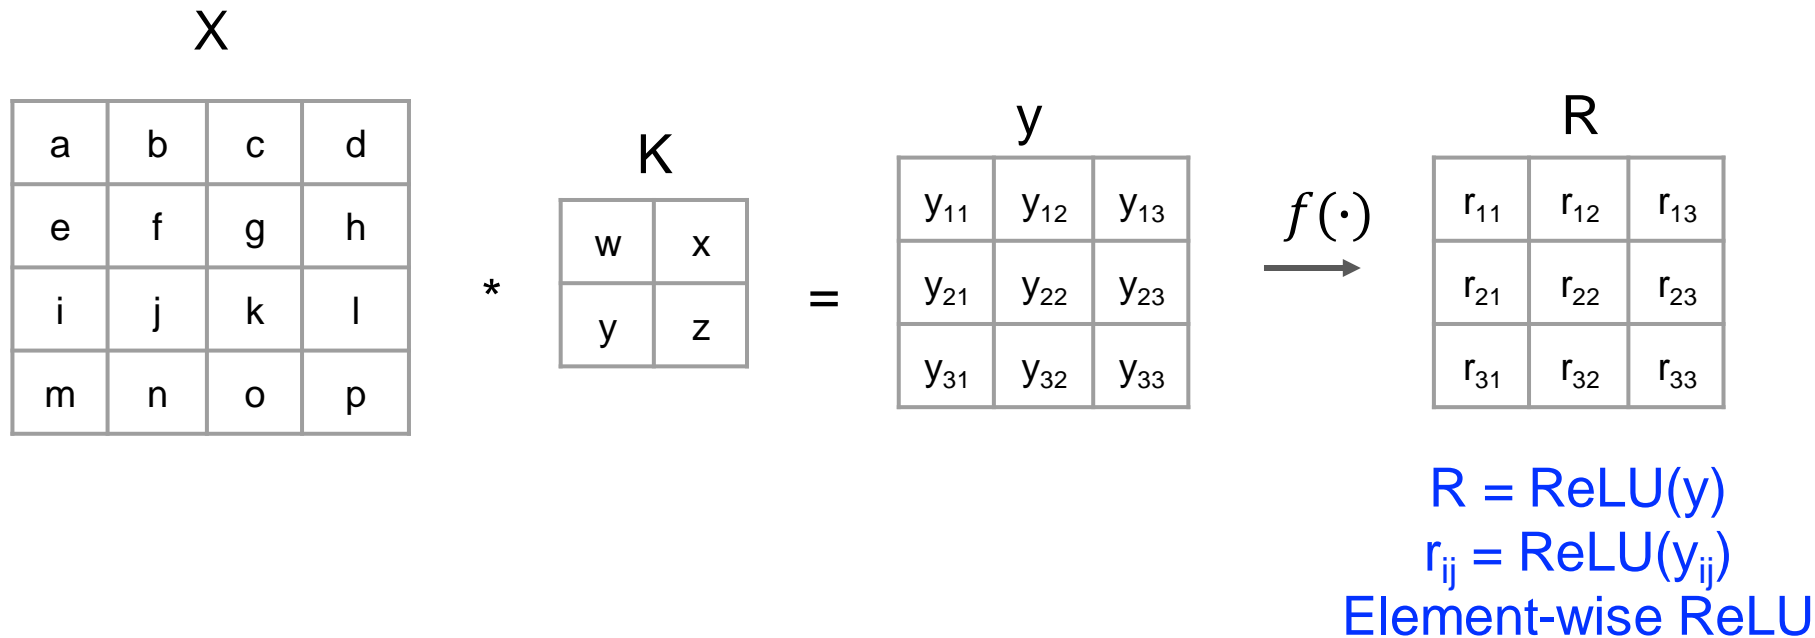 X
a b c d
e f g h
i j k l
m n o p
*
K
w x
y z
=
y
y₁₁ y₁₂ y₁₃
y₂₁ y₂₂ y₂₃
y₃₁ y₃₂ y₃₃
f(·)
R
r₁₁ r₁₂ r₁₃
r₂₁ r₂₂ r₂₃
r₃₁ r₃₂ r₃₃
R = ReLU(y)
rᵢⱼ = ReLU(yᵢⱼ)
Element-wise ReLU